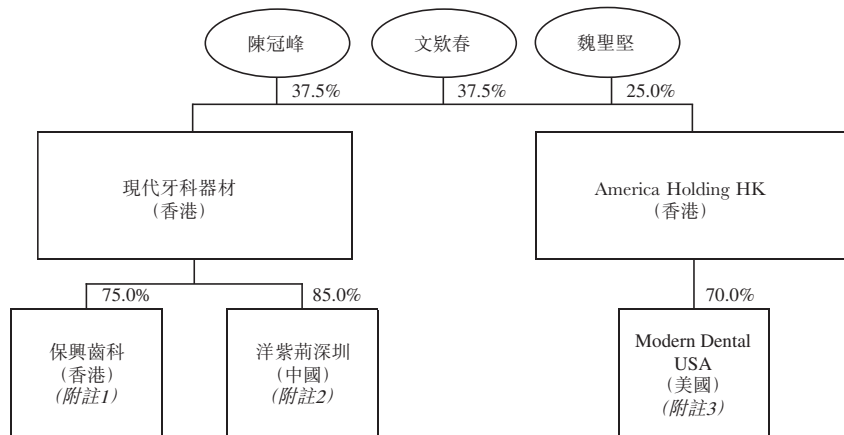 陳冠峰
文欵春
魏聖堅
37.5%
37.5%
25.0%
現代牙科器材
（香港）
America Holding HK
（香港）
75.0%
85.0%
70.0%
保興齒科
（香港）
（附註1）
洋紫荊深圳
（中國）
（附註2）
Modern Dental
USA
（美國）
（附註3）